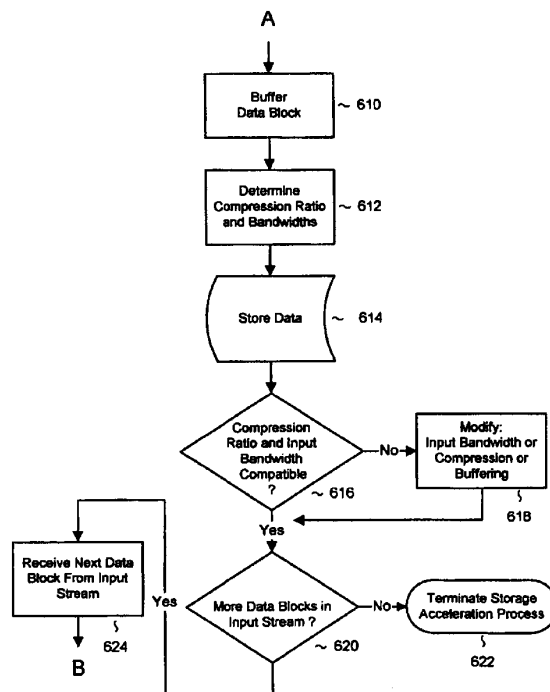 A
Buffer
Data Block
~ 610
Determine
Compression Ratio
and Bandwidths
~ 612
Store Data
~ 614
Compression
Ratio and Input
Bandwidth
Compatible
?
~ 616
No
Modify:
Input Bandwidth or
Compression or
Buffering
~ 618
Yes
Receive Next Data
Block From Input
Stream
~ 624
B
Yes
More Data Blocks in
Input Stream ?
~ 620
No
Terminate Storage
Acceleration Process
~ 622